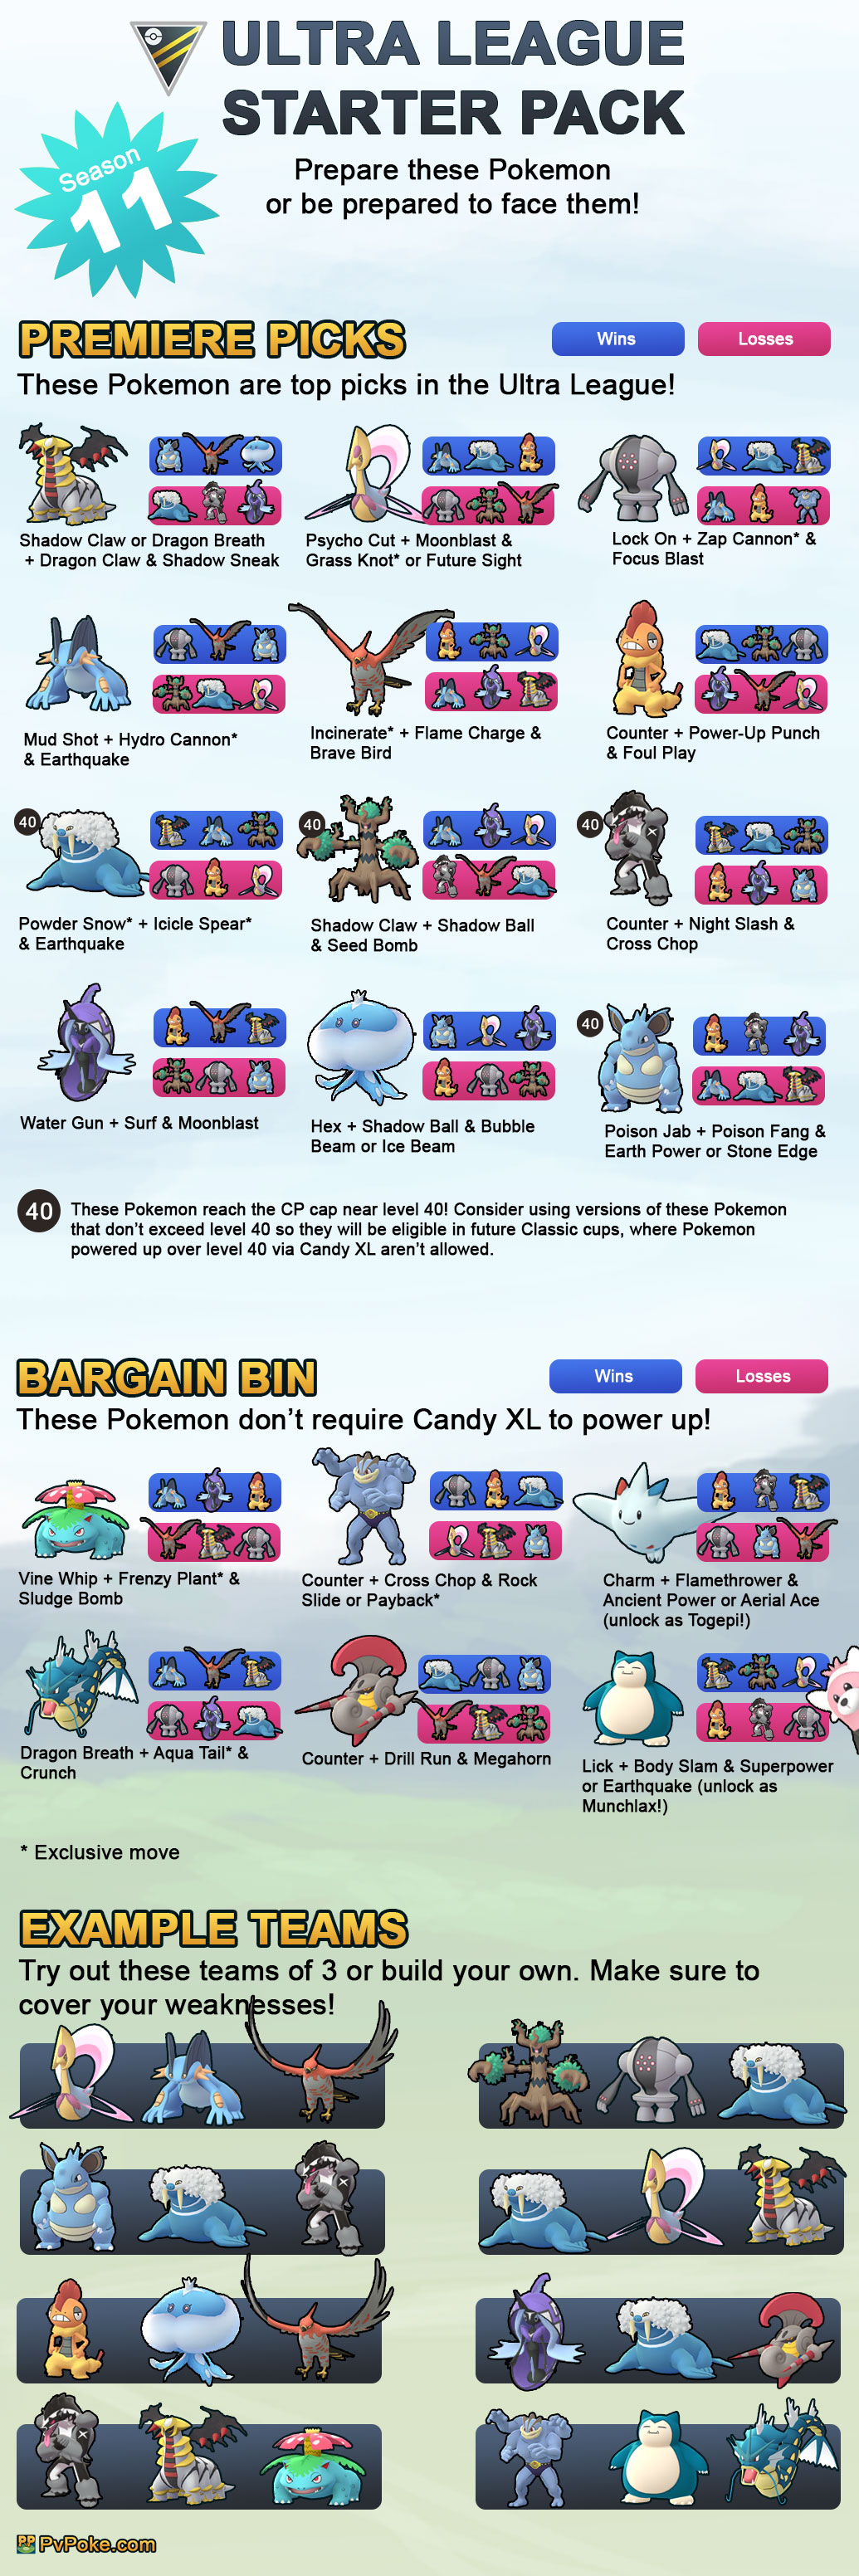 ULTRA LEAGUE
STARTER PACK
Season
11
Prepare these Pokemon
or be prepared to face them!
PREMIERE PICKS
Wins
Losses
These Pokemon are top picks in the Ultra League!
Shadow Claw or Dragon Breath
+ Dragon Claw & Shadow Sneak
Psycho Cut + Moonblast &
Grass Knot* or Future Sight
Lock On + Zap Cannon* &
Focus Blast
Mud Shot + Hydro Cannon*
& Earthquake
Incinerate* + Flame Charge &
Brave Bird
Counter + Power-Up Punch
& Foul Play
40
Powder Snow* + Icicle Spear*
& Earthquake
40
Shadow Claw + Shadow Ball
& Seed Bomb
40
Counter + Night Slash &
Cross Chop
Water Gun + Surf & Moonblast
Hex + Shadow Ball & Bubble
Beam or Ice Beam
40
Poison Jab + Poison Fang &
Earth Power or Stone Edge
40
These Pokemon reach the CP cap near level 40! Consider using versions of these Pokemon
that don't exceed level 40 so they will be eligible in future Classic cups, where Pokemon
powered up over level 40 via Candy XL aren't allowed.
BARGAIN BIN
Wins
Losses
These Pokemon don't require Candy XL to power up!
Vine Whip + Frenzy Plant* &
Sludge Bomb
Counter + Cross Chop & Rock
Slide or Payback*
Charm + Flamethrower &
Ancient Power or Aerial Ace
(unlock as Togepi!)
Dragon Breath + Aqua Tail* &
Crunch
Counter + Drill Run & Megahorn
Lick + Body Slam & Superpower
or Earthquake (unlock as
Munchlax!)
* Exclusive move
EXAMPLE TEAMS
Try out these teams of 3 or build your own. Make sure to
cover your weaknesses!
PP PvPoke.com